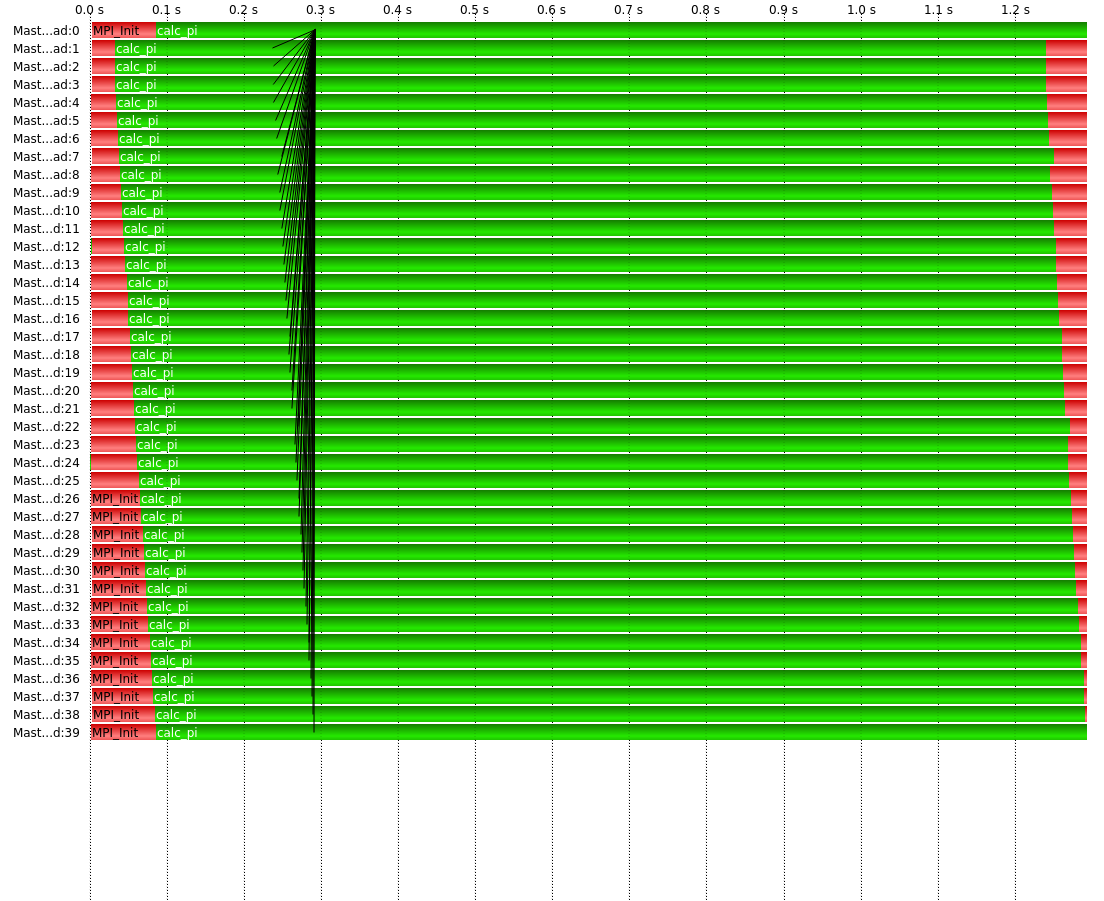 0.0 s 0.1 s 0.2 s 0.3 s 0.4 s 0.5 s 0.6 s 0.7 s 0.8 s 0.9 s 1.0 s 1.1 s 1.2 s
Mast...ad:0 MPI_Init calc_pi
Mast...ad:1 calc_pi
Mast...ad:2 calc_pi
Mast...ad:3 calc_pi
Mast...ad:4 calc_pi
Mast...ad:5 calc_pi
Mast...ad:6 calc_pi
Mast...ad:7 calc_pi
Mast...ad:8 calc_pi
Mast...ad:9 calc_pi
Mast...d:10 calc_pi
Mast...d:11 calc_pi
Mast...d:12 calc_pi
Mast...d:13 calc_pi
Mast...d:14 calc_pi
Mast...d:15 calc_pi
Mast...d:16 calc_pi
Mast...d:17 calc_pi
Mast...d:18 calc_pi
Mast...d:19 calc_pi
Mast...d:20 calc_pi
Mast...d:21 calc_pi
Mast...d:22 calc_pi
Mast...d:23 calc_pi
Mast...d:24 calc_pi
Mast...d:25 calc_pi
Mast...d:26 MPI_Init calc_pi
Mast...d:27 MPI_Init calc_pi
Mast...d:28 MPI_Init calc_pi
Mast...d:29 MPI_Init calc_pi
Mast...d:30 MPI_Init calc_pi
Mast...d:31 MPI_Init calc_pi
Mast...d:32 MPI_Init calc_pi
Mast...d:33 MPI_Init calc_pi
Mast...d:34 MPI_Init calc_pi
Mast...d:35 MPI_Init calc_pi
Mast...d:36 MPI_Init calc_pi
Mast...d:37 MPI_Init calc_pi
Mast...d:38 MPI_Init calc_pi
Mast...d:39 MPI_Init calc_pi